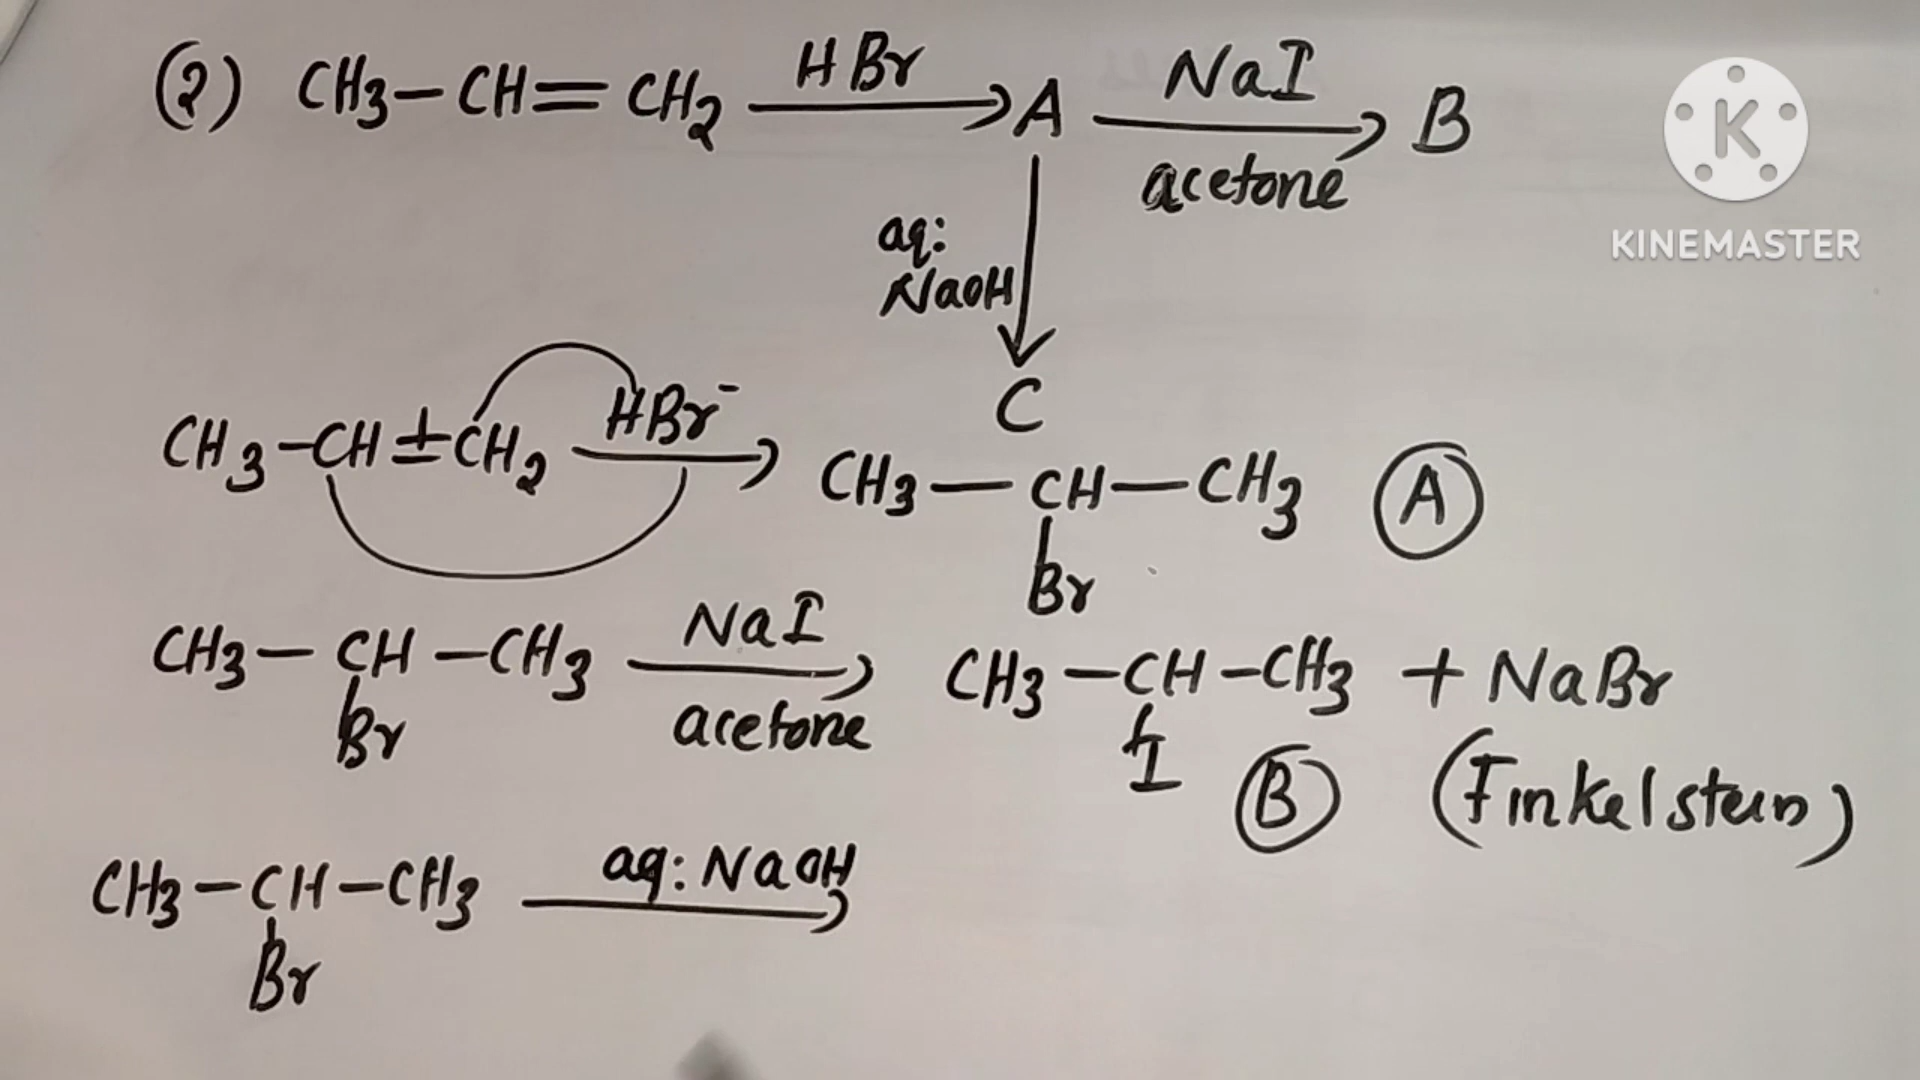 (2) CH3-CH=CH2 HBr→ A NaI→ B
acetone
aq:
NaOH
C
K
KINEMASTER
CH3-CH=CH2 HBr-→ CH3-CH-CH3 A
Br
CH3-CH-CH3 NaI→ CH3-CH-CH3 + NaBr
Br acetone I B (Finkelstein)
CH3-CH-CH3 aq: NaOH→
Br